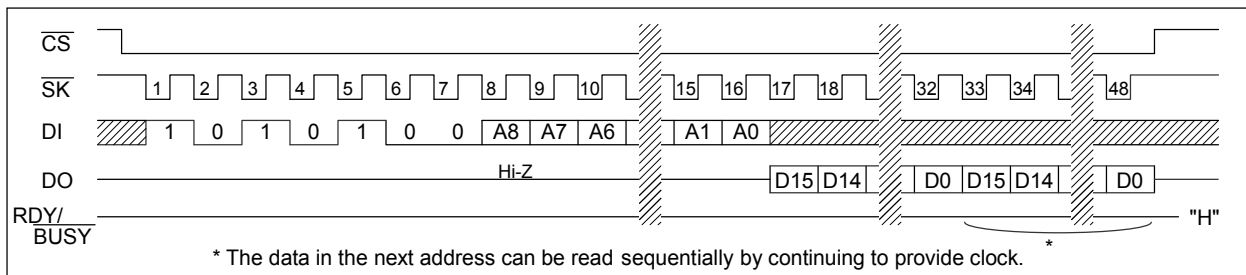 CS
SK 1 2 3 4 5 6 7 8 9 10 15 16 17 18 32 33 34 48
DI 1 0 1 0 1 0 0 A8 A7 A6 A1 A0
DO Hi-Z D15 D14 D0 D15 D14 D0
RDY/
BUSY "H"
*
* The data in the next address can be read sequentially by continuing to provide clock.